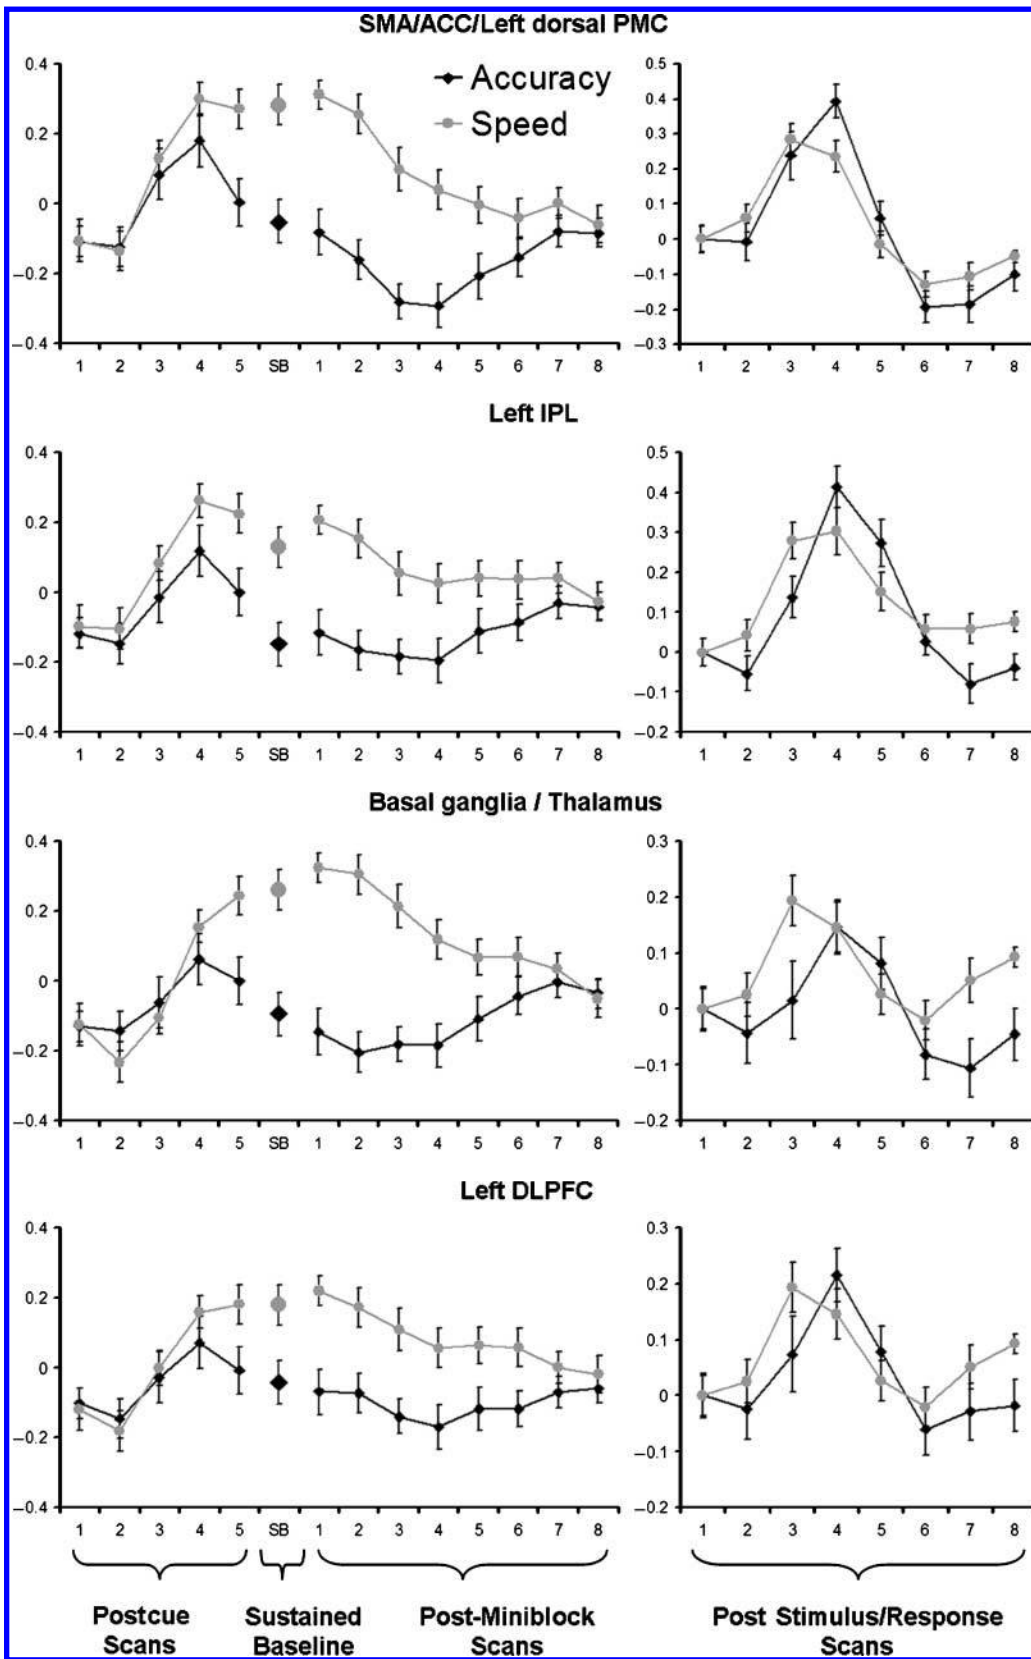 SMA/ACC/Left dorsal PMC
Accuracy
Speed
0.4
0.2
0
−0.2
−0.4
1 2 3 4 5 SB 1 2 3 4 5 6 7 8
0.5
0.4
0.3
0.2
0.1
0
−0.1
−0.2
−0.3
1 2 3 4 5 6 7 8
Left IPL
0.4
0.2
0
−0.2
−0.4
1 2 3 4 5 SB 1 2 3 4 5 6 7 8
0.5
0.4
0.3
0.2
0.1
0
−0.1
−0.2
1 2 3 4 5 6 7 8
Basal ganglia / Thalamus
0.4
0.2
0
−0.2
−0.4
1 2 3 4 5 SB 1 2 3 4 5 6 7 8
0.3
0.2
0.1
0
−0.1
−0.2
1 2 3 4 5 6 7 8
Left DLPFC
0.4
0.2
0
−0.2
−0.4
1 2 3 4 5 SB 1 2 3 4 5 6 7 8
0.3
0.2
0.1
0
−0.1
−0.2
1 2 3 4 5 6 7 8
Postcue
Scans
Sustained
Baseline
Post-Miniblock
Scans
Post Stimulus/Response
Scans